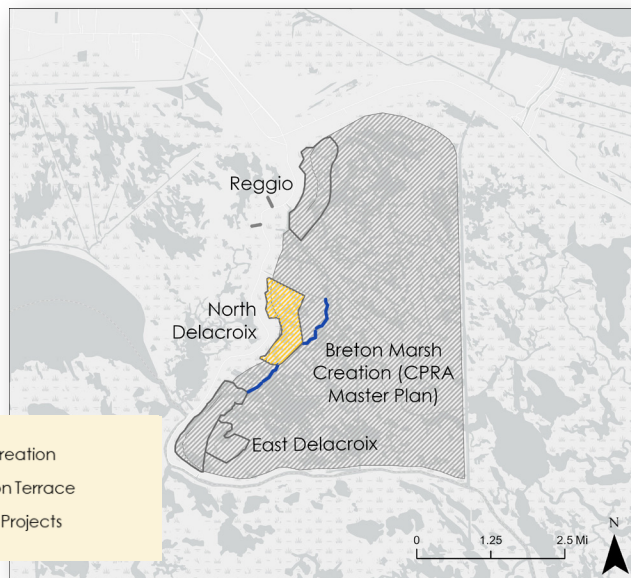 Reggio
North
Delacroix
Breton Marsh
Creation (CPRA
Master Plan)
East Delacroix
reation
on Terrace
Projects
0 1.25 2.5 Mi
N